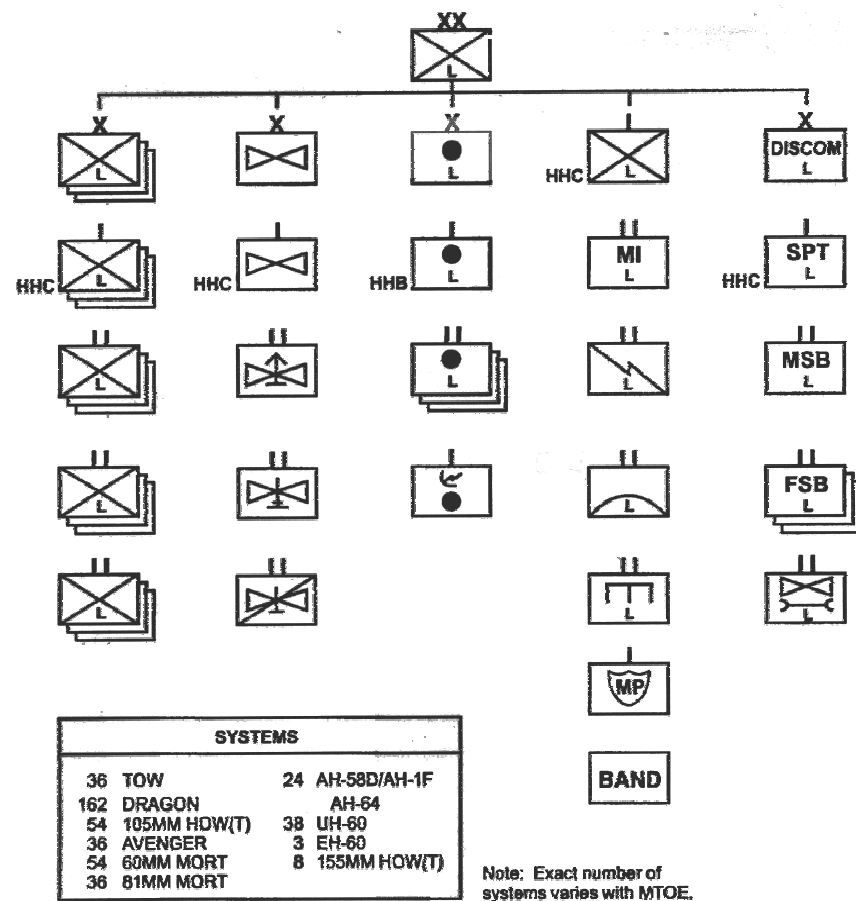 XX
L
X X X I X
L L HHC L DISCOM L
I I I II I
HHC L HHC HHB L MI L HHC SPT L
II II II II II
L L L MSB L
II II I II II
L L FSB L
II II II II
L L L
I
MP
BAND
SYSTEMS
36 TOW 24 AH-58D/AH-1F
162 DRAGON AH-64
54 105MM HOW(T) 38 UH-60
36 AVENGER 3 EH-60
54 60MM MORT 8 155MM HOW(T)
36 81MM MORT
Note: Exact number of
systems varies with MTOE.